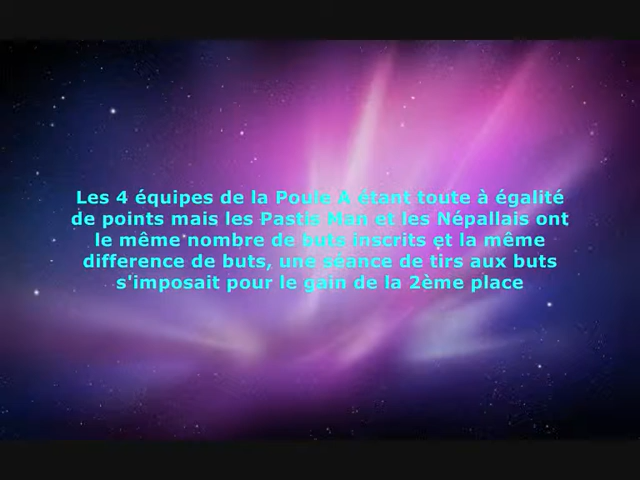 Les 4 équipes de la Poule A étant toute à égalité
de points mais les Pastis Man et les Népallais ont
le même nombre de buts inscrits et la même
difference de buts, une séance de tirs aux buts
s'imposait pour le gain de la 2ème place